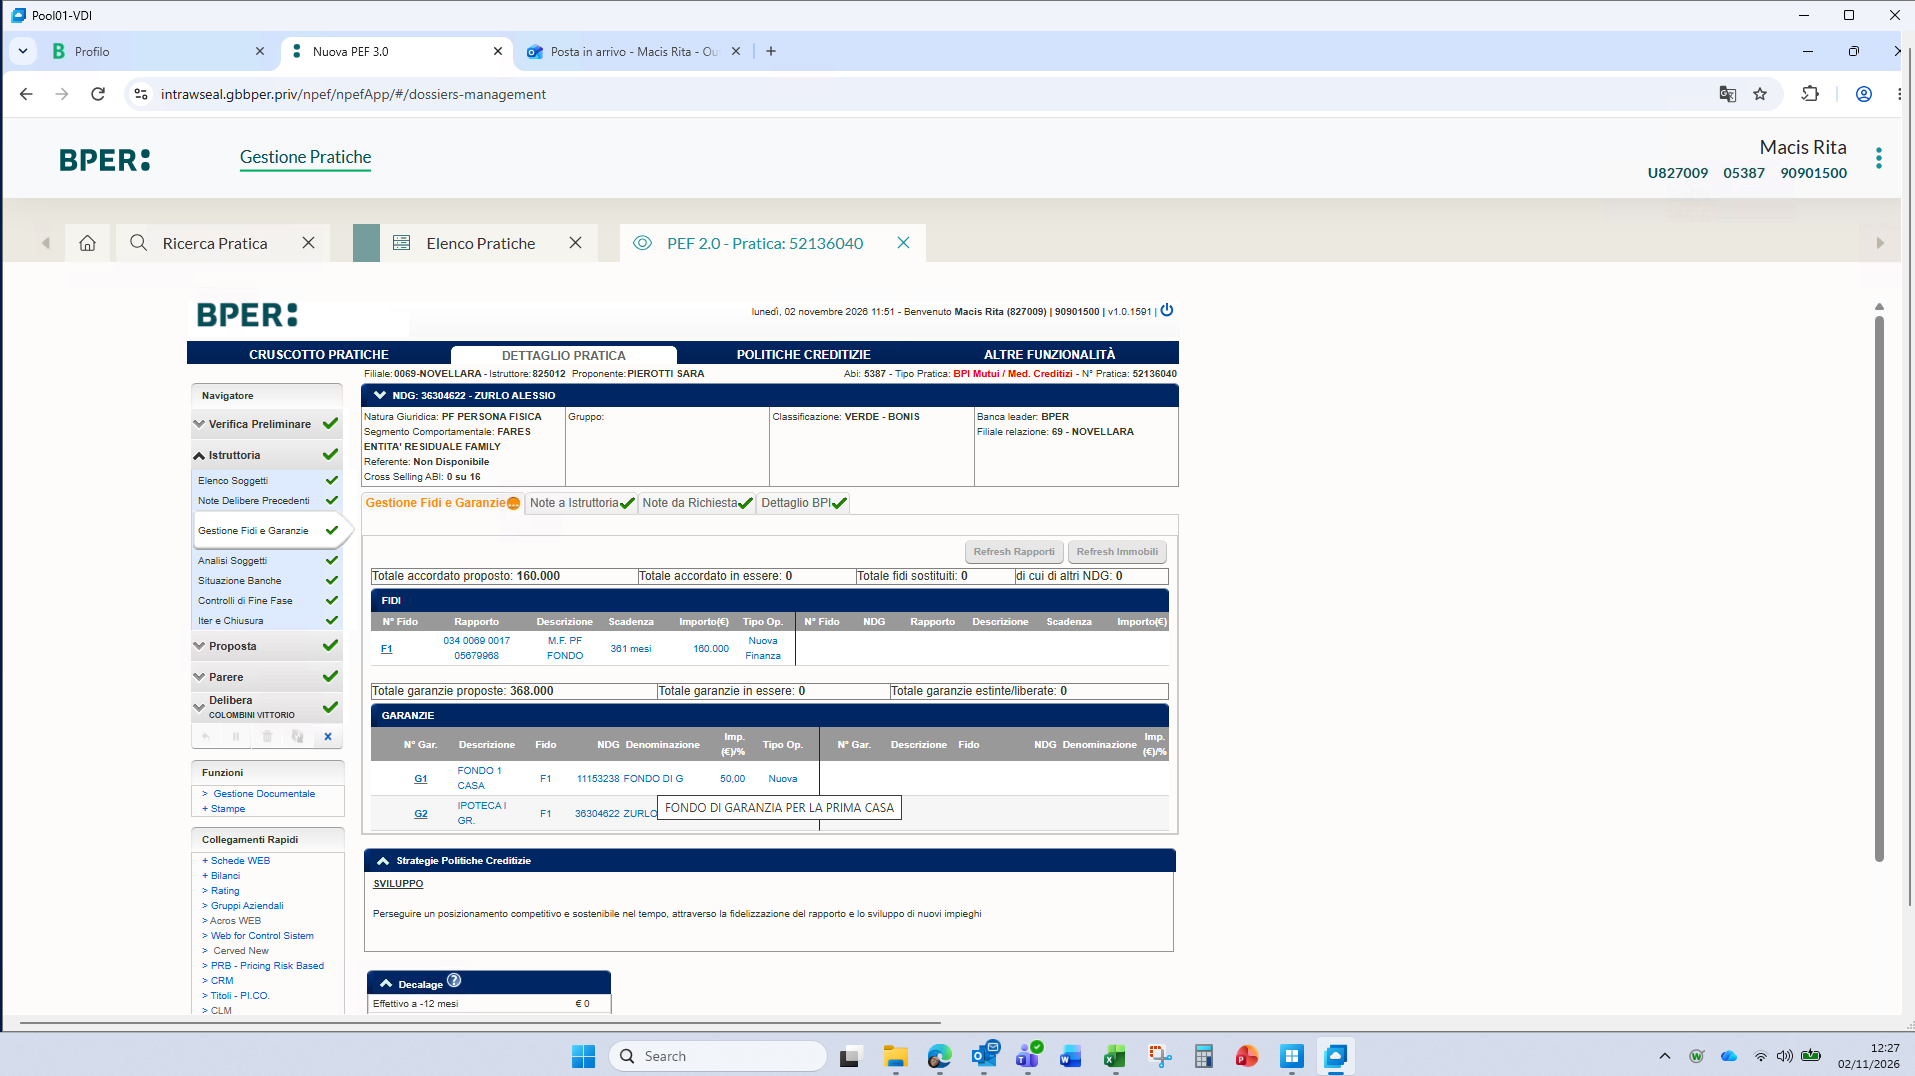 Pool01-VDI
Profilo
Nuova PEF 3.0
Posta in arrivo - Macis Rita - Ou
intrawseal.gbbper.priv/npef/npefApp/#/dossiers-management
BPER:
Gestione Pratiche
Macis Rita
U827009 05387 90901500
Ricerca Pratica
Elenco Pratiche
PEF 2.0 - Pratica: 52136040
BPER:
lunedì, 02 novembre 2026 11:51 - Benvenuto Macis Rita (827009) | 90901500 | v1.0.1591 |
CRUSCOTTO PRATICHE
DETTAGLIO PRATICA
POLITICHE CREDITIZIE
ALTRE FUNZIONALITÀ
Filiale: 0069-NOVELLARA - Istruttore: 825012 Proponente: PIEROTTI SARA
Abi: 5387 - Tipo Pratica: BPI Mutui / Med. Creditizi - N° Pratica: 52136040
Navigatore
Verifica Preliminare
Istruttoria
Elenco Soggetti
Note Delibere Precedenti
Gestione Fidi e Garanzie
Analisi Soggetti
Situazione Banche
Controlli di Fine Fase
Iter e Chiusura
Proposta
Parere
Delibera
COLOMBINI VITTORIO
Funzioni
> Gestione Documentale
+ Stampe
Collegamenti Rapidi
+ Schede WEB
+ Bilanci
> Rating
> Gruppi Aziendali
> Acros WEB
> Web for Control Sistem
> Cerved New
> PRB - Pricing Risk Based
> CRM
> Titoli - PI.CO.
> CLM
NDG: 36304622 - ZURLO ALESSIO
Natura Giuridica: PF PERSONA FISICA
Segmento Comportamentale: FARES
ENTITA' RESIDUALE FAMILY
Referente: Non Disponibile
Cross Selling ABI: 0 su 16
Gruppo:
Classificazione: VERDE - BONIS
Banca leader: BPER
Filiale relazione: 69 - NOVELLARA
Gestione Fidi e Garanzie
Note a Istruttoria
Note da Richiesta
Dettaglio BPI
Refresh Rapporti
Refresh Immobili
Totale accordato proposto: 160.000
Totale accordato in essere: 0
Totale fidi sostituiti: 0
di cui di altri NDG: 0
FIDI
N° Fido Rapporto Descrizione Scadenza Importo(€) Tipo Op. N° Fido NDG Rapporto Descrizione Scadenza Importo(€)
F1
034 0069 0017
05679968
M.F. PF
FONDO
361 mesi
160.000
Nuova
Finanza
Totale garanzie proposte: 368.000
Totale garanzie in essere: 0
Totale garanzie estinte/liberate: 0
GARANZIE
N° Gar. Descrizione Fido NDG Denominazione Imp. (€)/% Tipo Op. N° Gar. Descrizione Fido NDG Denominazione Imp. (€)/%
G1
FONDO 1
CASA
F1
11153238 FONDO DI G
50,00
Nuova
G2
IPOTECA I
GR.
F1
36304622 ZURLO
FONDO DI GARANZIA PER LA PRIMA CASA
Strategie Politiche Creditizie
SVILUPPO
Perseguire un posizionamento competitivo e sostenibile nel tempo, attraverso la fidelizzazione del rapporto e lo sviluppo di nuovi impieghi
Decalage
Effettivo a -12 mesi
€ 0
Search
12:27
02/11/2026